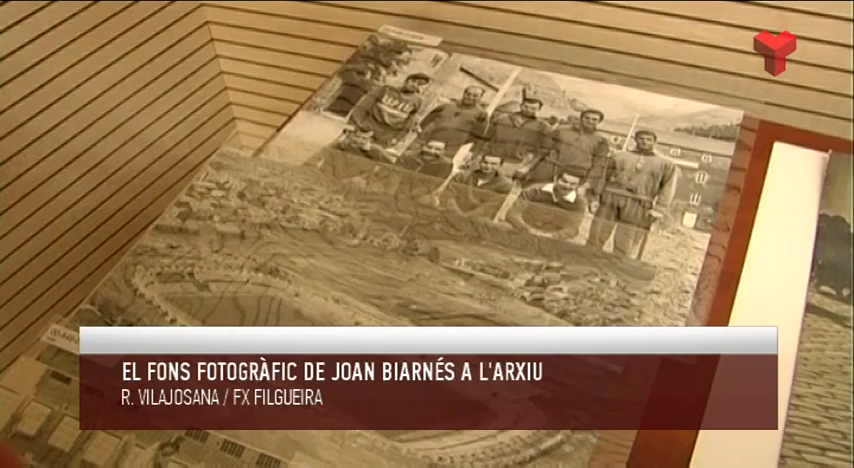 EL FONS FOTOGRÀFIC DE JOAN BIARNÉS A L'ARXIU
R. VILAJOSANA / FX FILGUEIRA